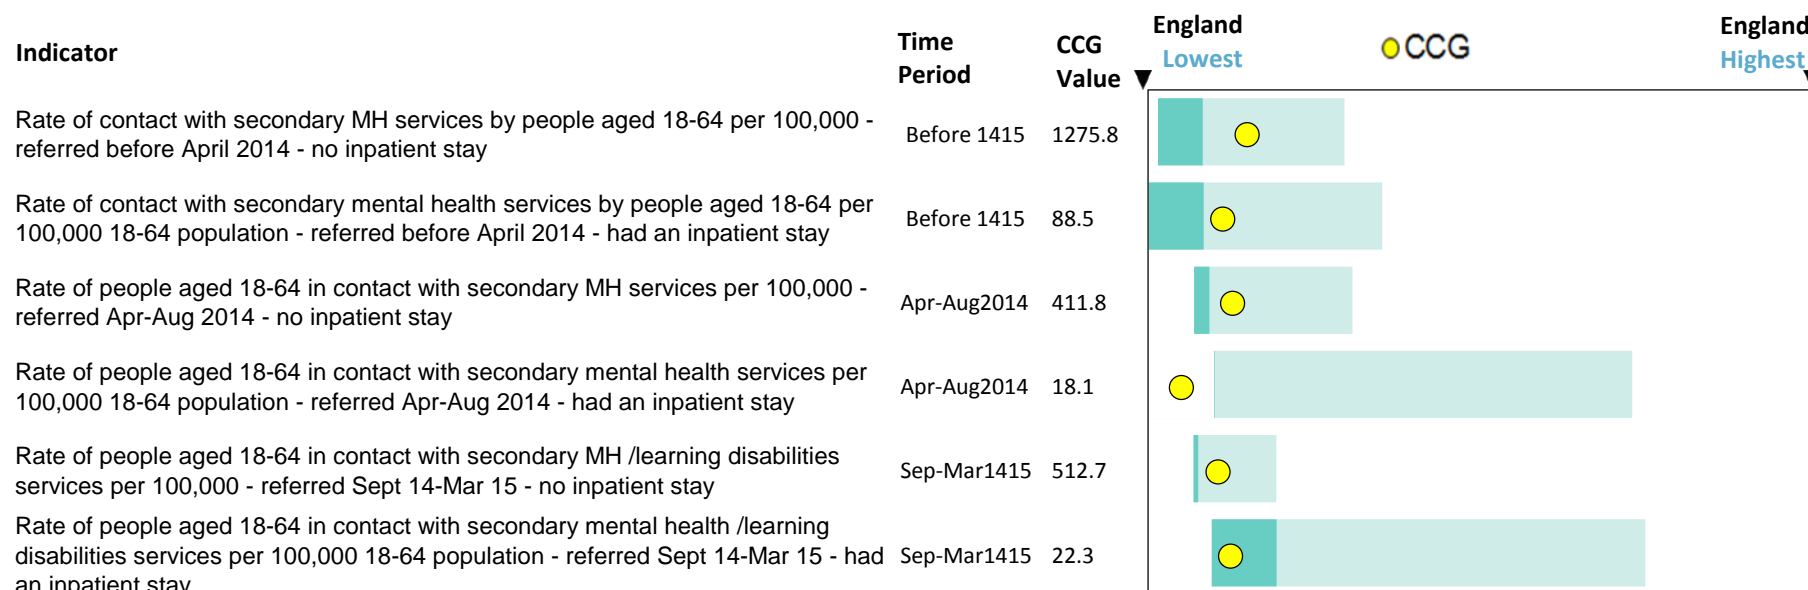 Indicator
Time Period
CCG Value
England Lowest
CCG
England Highest
Rate of contact with secondary MH services by people aged 18-64 per 100,000 -
referred before April 2014 - no inpatient stay
Before 1415 1275.8
Rate of contact with secondary mental health services by people aged 18-64 per
100,000 18-64 population - referred before April 2014 - had an inpatient stay
Before 1415 88.5
Rate of people aged 18-64 in contact with secondary MH services per 100,000 -
referred Apr-Aug 2014 - no inpatient stay
Apr-Aug2014 411.8
Rate of people aged 18-64 in contact with secondary mental health services per
100,000 18-64 population - referred Apr-Aug 2014 - had an inpatient stay
Apr-Aug2014 18.1
Rate of people aged 18-64 in contact with secondary MH /learning disabilities
services per 100,000 - referred Sept 14-Mar 15 - no inpatient stay
Sep-Mar1415 512.7
Rate of people aged 18-64 in contact with secondary mental health /learning
disabilities services per 100,000 18-64 population - referred Sept 14-Mar 15 - had
an inpatient stay
Sep-Mar1415 22.3